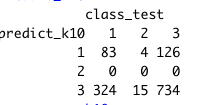 class_test
predict_k10 1 2 3
1 83 4 126
2 0 0 0
3 324 15 734